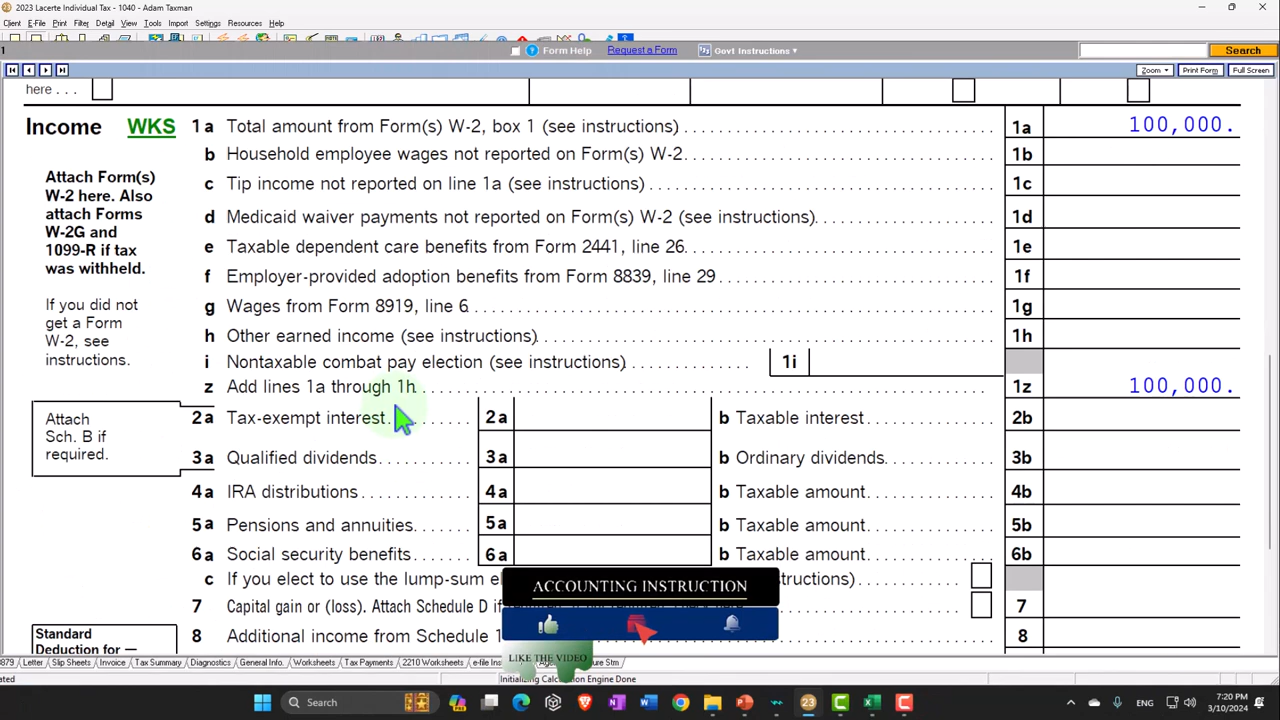 2023 Lacerte Individual Tax - 1040 - Adam Taxman
Client E-File Print Filter Detail View Tools Import Settings Resources Help
1 Form Help Request a Form Govt Instructions Search
Zoom Print Form Full Screen
here . . .
Income WKS 1 a Total amount from Form(s) W-2, box 1 (see instructions) 1a 100,000.
b Household employee wages not reported on Form(s) W-2 1b
c Tip income not reported on line 1a (see instructions) 1c
d Medicaid waiver payments not reported on Form(s) W-2 (see instructions) 1d
e Taxable dependent care benefits from Form 2441, line 26 1e
f Employer-provided adoption benefits from Form 8839, line 29 1f
g Wages from Form 8919, line 6 1g
h Other earned income (see instructions) 1h
i Nontaxable combat pay election (see instructions) 1i
z Add lines 1a through 1h 1z 100,000.
Attach Form(s)
W-2 here. Also
attach Forms
W-2G and
1099-R if tax
was withheld.
If you did not
get a Form
W-2, see
instructions.
Attach
Sch. B if
required.
2a Tax-exempt interest 2a b Taxable interest 2b
3a Qualified dividends 3a b Ordinary dividends 3b
4a IRA distributions 4a b Taxable amount 4b
5a Pensions and annuities 5a b Taxable amount 5b
6a Social security benefits 6a b Taxable amount 6b
c If you elect to use the lump-sum structions)
7 Capital gain or (loss). Attach Schedule D if 7
8 Additional income from Schedule 1 8
Standard
Deduction for—
ACCOUNTING INSTRUCTION
LIKE THE VIDEO
8879 Letter Slip Sheets Invoice Tax Summary Diagnostics General Info. Worksheets Tax Payments 2210 Worksheets
Initializing Calculation Engine Done
Search 23 ENG 7:20 PM
3/10/2024